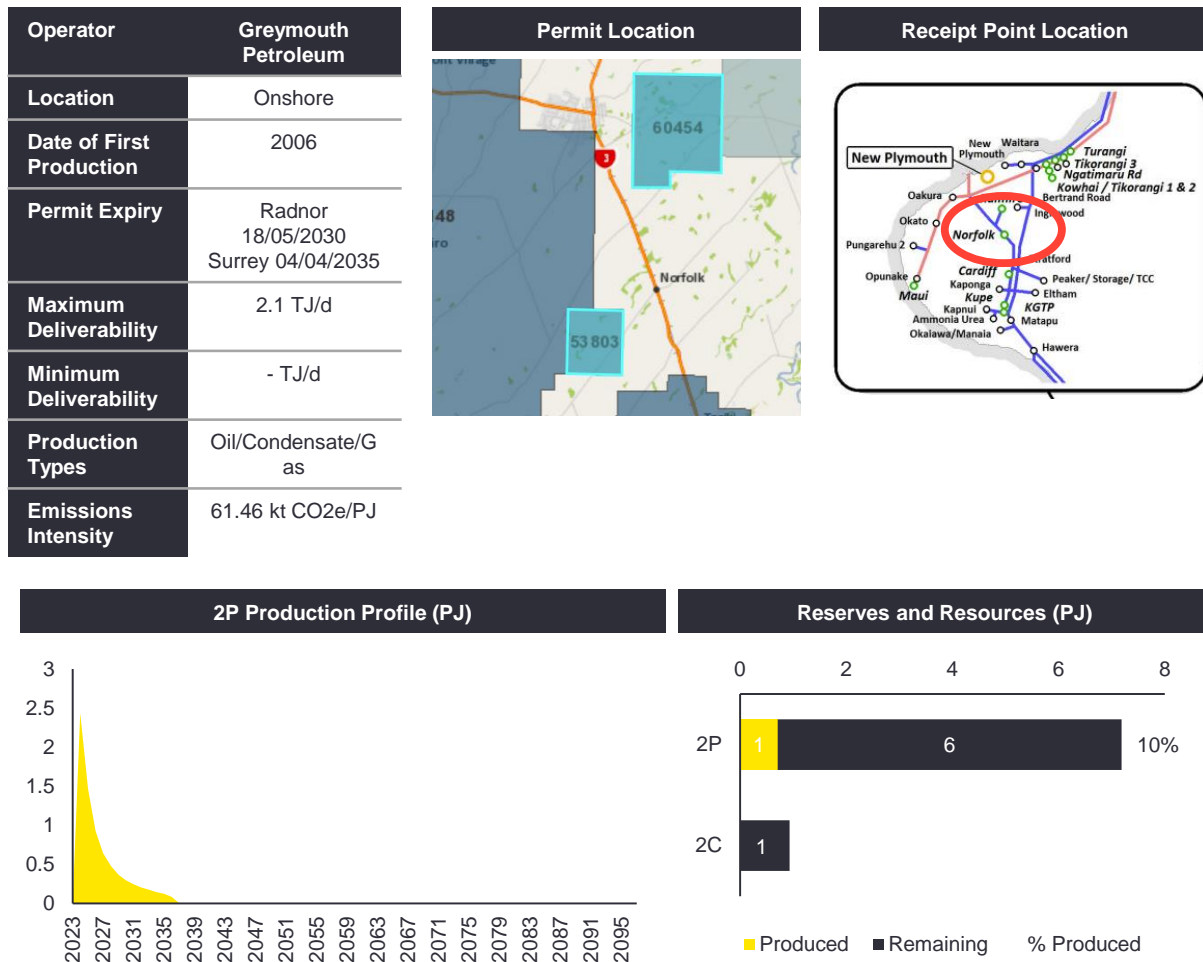 Operator
Greymouth
Petroleum
Location
Onshore
Date of First
Production
2006
Permit Expiry
Radnor
18/05/2030
Surrey 04/04/2035
Maximum
Deliverability
2.1 TJ/d
Minimum
Deliverability
- TJ/d
Production
Types
Oil/Condensate/G
as
Emissions
Intensity
61.46 kt CO2e/PJ
Permit Location
60454
3
Norfolk
53803
Receipt Point Location
New Plymouth
New
Plymouth
Waitara
Turangi
Tikorangi 3
Ngatimaru Rd
Kowhai / Tikorangi 1 & 2
Bertrand Road
Oakura
Okato
Norfolk
Pungarehu 2
Opunake
Maui
Cardiff
Kaponga
Peaker/ Storage/ TCC
Eltham
Kupe
KGTP
Kapnui
Ammonia Urea
Matapu
Okaiawa/Manaia
Hawera
2P Production Profile (PJ)
3
2.5
2
1.5
1
0.5
0
2023
2027
2031
2035
2039
2043
2047
2051
2055
2059
2063
2067
2071
2075
2079
2083
2087
2091
2095
Reserves and Resources (PJ)
0 2 4 6 8
2P 1 6 10%
2C 1
Produced Remaining % Produced